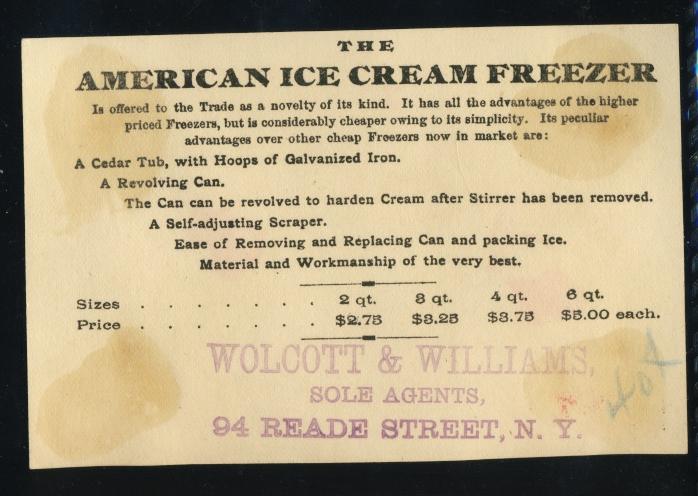 THE
AMERICAN ICE CREAM FREEZER
Is offered to the Trade as a novelty of its kind. It has all the advantages of the higher
priced Freezers, but is considerably cheaper owing to its simplicity. Its peculiar
advantages over other cheap Freezers now in market are:
A Cedar Tub, with Hoops of Galvanized Iron.
A Revolving Can.
The Can can be revolved to harden Cream after Stirrer has been removed.
A Self-adjusting Scraper.
Ease of Removing and Replacing Can and packing Ice.
Material and Workmanship of the very best.
Sizes . . . . . . . 2 qt. 3 qt. 4 qt. 6 qt.
Price . . . . . . . $2.75 $3.25 $3.75 $5.00 each.
WOLCOTT & WILLIAMS,
SOLE AGENTS,
94 READE STREET, N. Y.